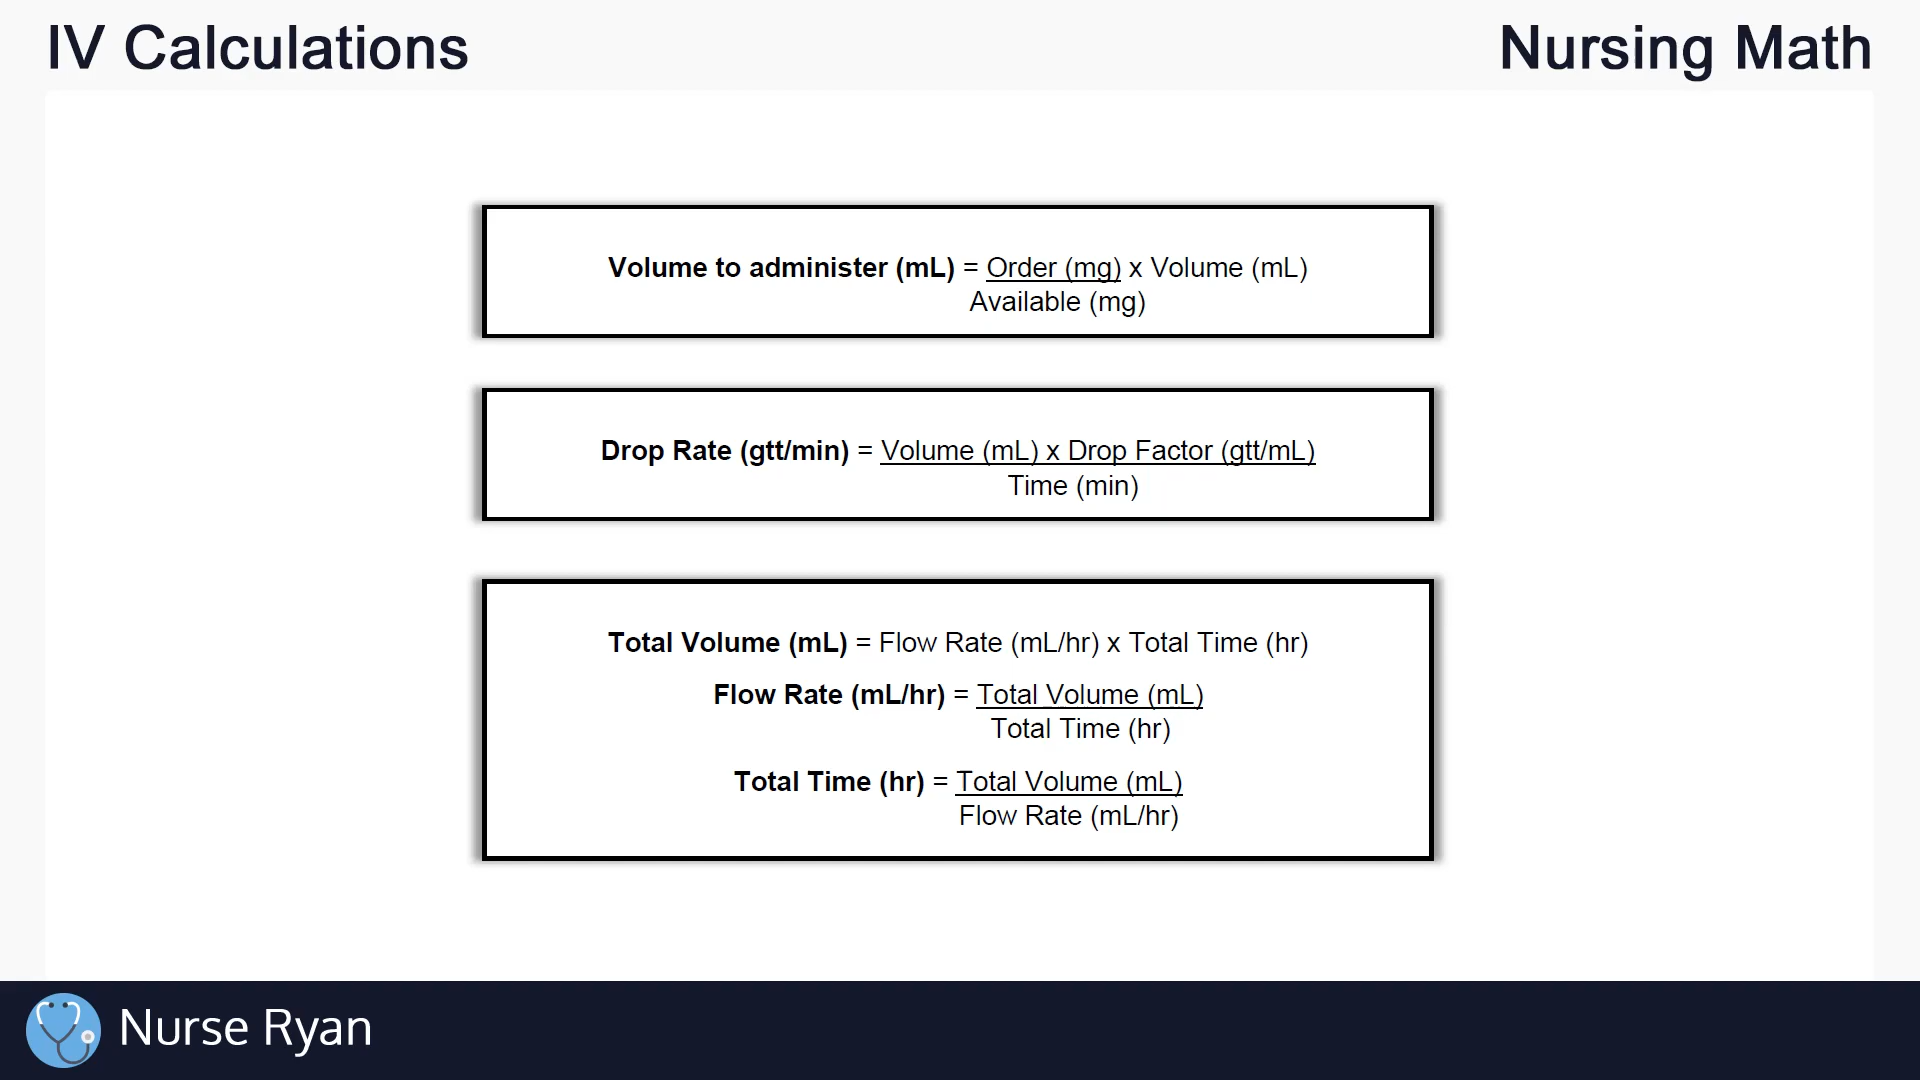 IV Calculations
Nursing Math
Volume to administer (mL) = Order (mg) x Volume (mL)
Available (mg)
Drop Rate (gtt/min) = Volume (mL) x Drop Factor (gtt/mL)
Time (min)
Total Volume (mL) = Flow Rate (mL/hr) x Total Time (hr)
Flow Rate (mL/hr) = Total Volume (mL)
Total Time (hr)
Total Time (hr) = Total Volume (mL)
Flow Rate (mL/hr)
Nurse Ryan